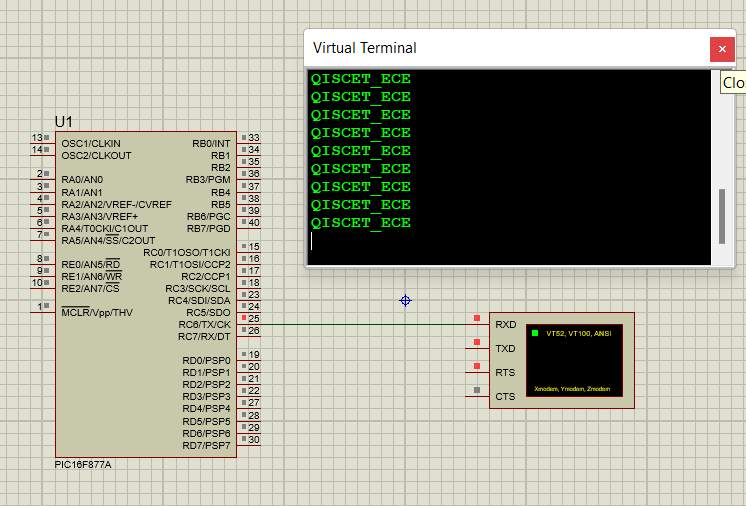 Virtual Terminal
×
Clo
QISCET_ECE
QISCET_ECE
QISCET_ECE
QISCET_ECE
QISCET_ECE
QISCET_ECE
QISCET_ECE
QISCET_ECE
QISCET_ECE
U1
13 OSC1/CLKIN
14 OSC2/CLKOUT
2 RA0/AN0
3 RA1/AN1
4 RA2/AN2/VREF-/CVREF
5 RA3/AN3/VREF+
6 RA4/T0CKI/C1OUT
7 RA5/AN4/SS/C2OUT
8 RE0/AN5/RD
9 RE1/AN6/WR
10 RE2/AN7/CS
1 MCLR/Vpp/THV
RB0/INT 33
RB1 34
RB2 35
RB3/PGM 36
RB4 37
RB5 38
RB6/PGC 39
RB7/PGD 40
RC0/T1OSO/T1CKI 15
RC1/T1OSI/CCP2 16
RC2/CCP1 17
RC3/SCK/SCL 18
RC4/SDI/SDA 23
RC5/SDO 24
RC6/TX/CK 25
RC7/RX/DT 26
RD0/PSP0 19
RD1/PSP1 20
RD2/PSP2 21
RD3/PSP3 22
RD4/PSP4 27
RD5/PSP5 28
RD6/PSP6 29
RD7/PSP7 30
PIC16F877A
RXD
TXD
RTS
CTS
VT52, VT100, ANSI
Xmodem, Ymodem, Zmodem